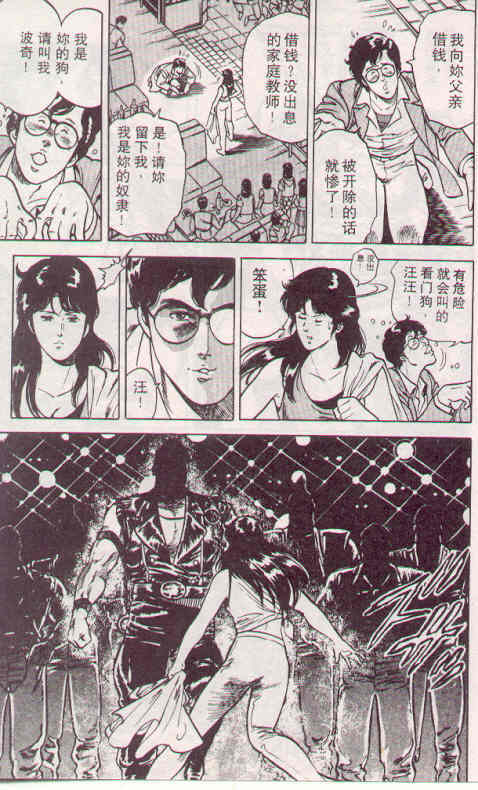 我向妳父亲
借钱，
被开除的话
就惨了！
借钱？没出息
的家庭教师！
是！请妳
留下我，
我是妳的奴隶！
我是
妳的狗，
请叫我
波奇！
有危险
就会叫的
看门狗，
汪汪！
没出
息！
笨蛋！
汪！